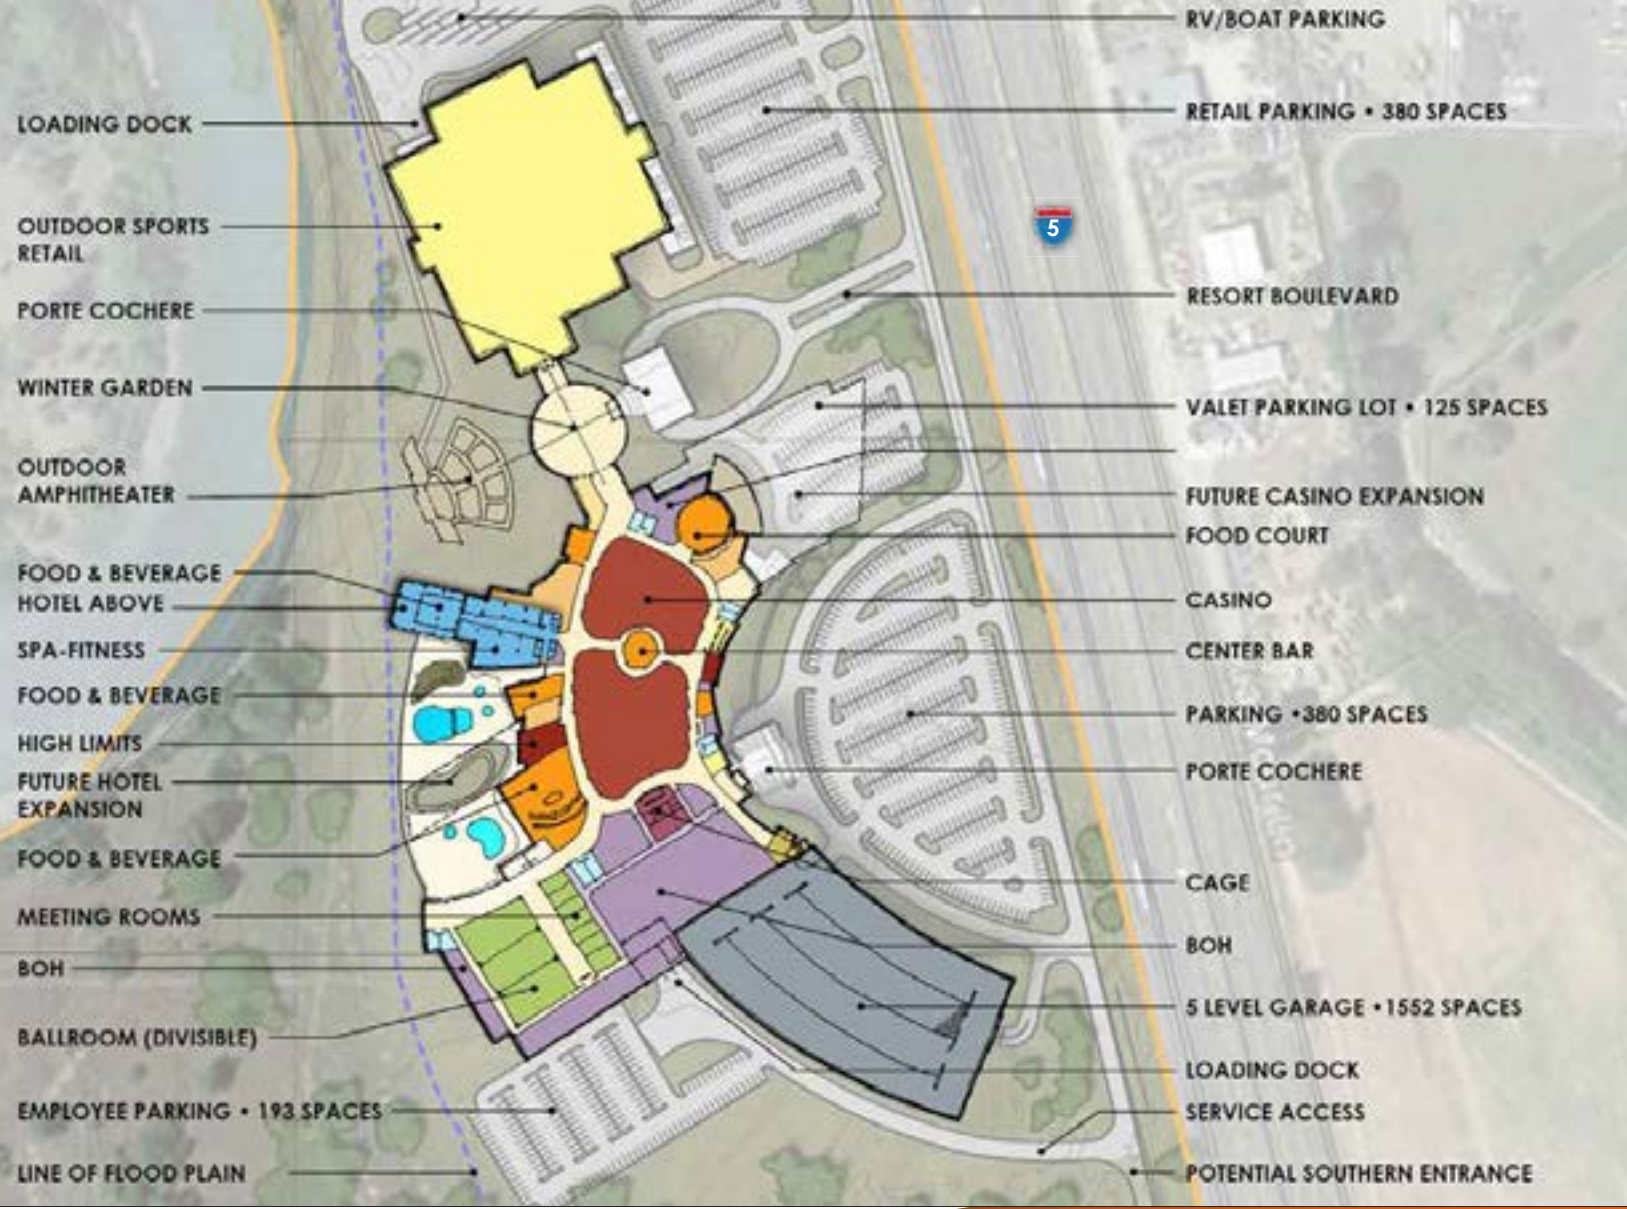 RV/BOAT PARKING
LOADING DOCK
RETAIL PARKING • 380 SPACES
OUTDOOR SPORTS
RETAIL
5
PORTE COCHERE
RESORT BOULEVARD
WINTER GARDEN
VALET PARKING LOT • 125 SPACES
OUTDOOR
AMPHITHEATER
FUTURE CASINO EXPANSION
FOOD COURT
FOOD & BEVERAGE
HOTEL ABOVE
CASINO
SPA-FITNESS
CENTER BAR
FOOD & BEVERAGE
PARKING •380 SPACES
HIGH LIMITS
FUTURE HOTEL
EXPANSION
PORTE COCHERE
FOOD & BEVERAGE
CAGE
MEETING ROOMS
BOH
BOH
5 LEVEL GARAGE •1552 SPACES
BALLROOM (DIVISIBLE)
LOADING DOCK
EMPLOYEE PARKING • 193 SPACES
SERVICE ACCESS
LINE OF FLOOD PLAIN
POTENTIAL SOUTHERN ENTRANCE